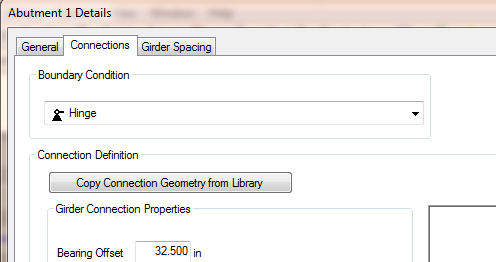 Abutment 1 Details
General
Connections
Girder Spacing
Boundary Condition
Hinge
Connection Definition
Copy Connection Geometry from Library
Girder Connection Properties
Bearing Offset 32.500 in